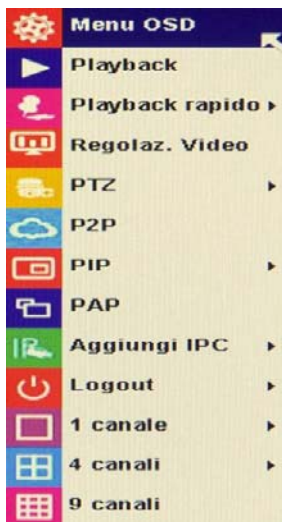 Menu OSD
Playback
Playback rapido
Regolaz. Video
PTZ
P2P
PIP
PAP
Aggiungi IPC
Logout
1 canale
4 canali
9 canali